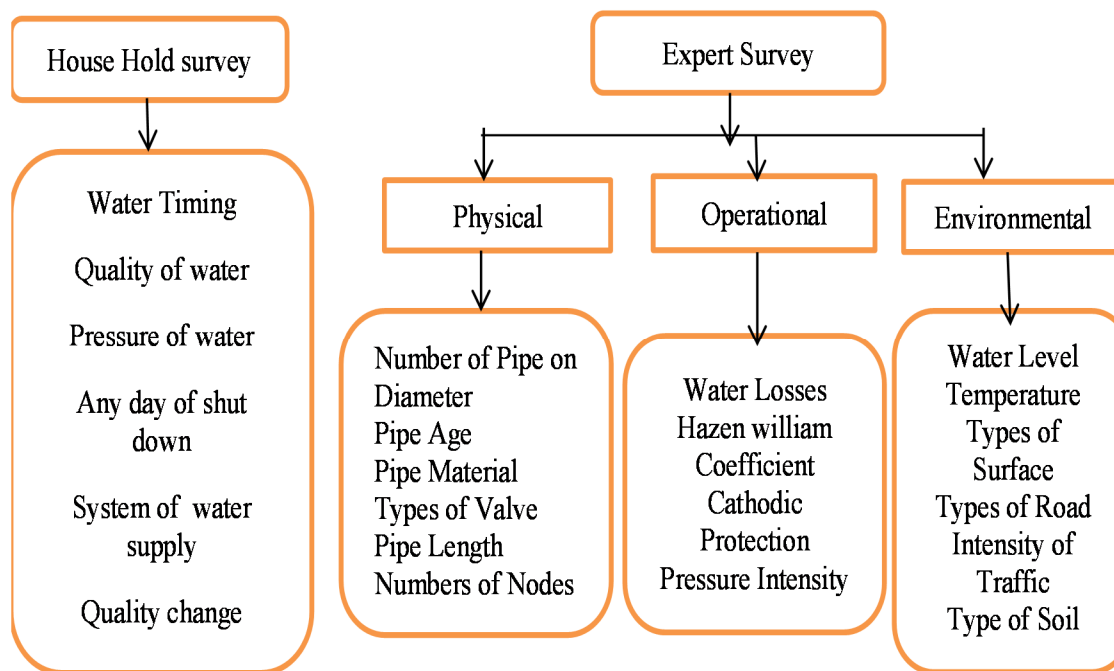 House Hold survey
Water Timing
Quality of water
Pressure of water
Any day of shut
down
System of water
supply
Quality change
Expert Survey
Physical
Operational
Environmental
Number of Pipe on
Diameter
Pipe Age
Pipe Material
Types of Valve
Pipe Length
Numbers of Nodes
Water Losses
Hazen william
Coefficient
Cathodic
Protection
Pressure Intensity
Water Level
Temperature
Types of
Surface
Types of Road
Intensity of
Traffic
Type of Soil